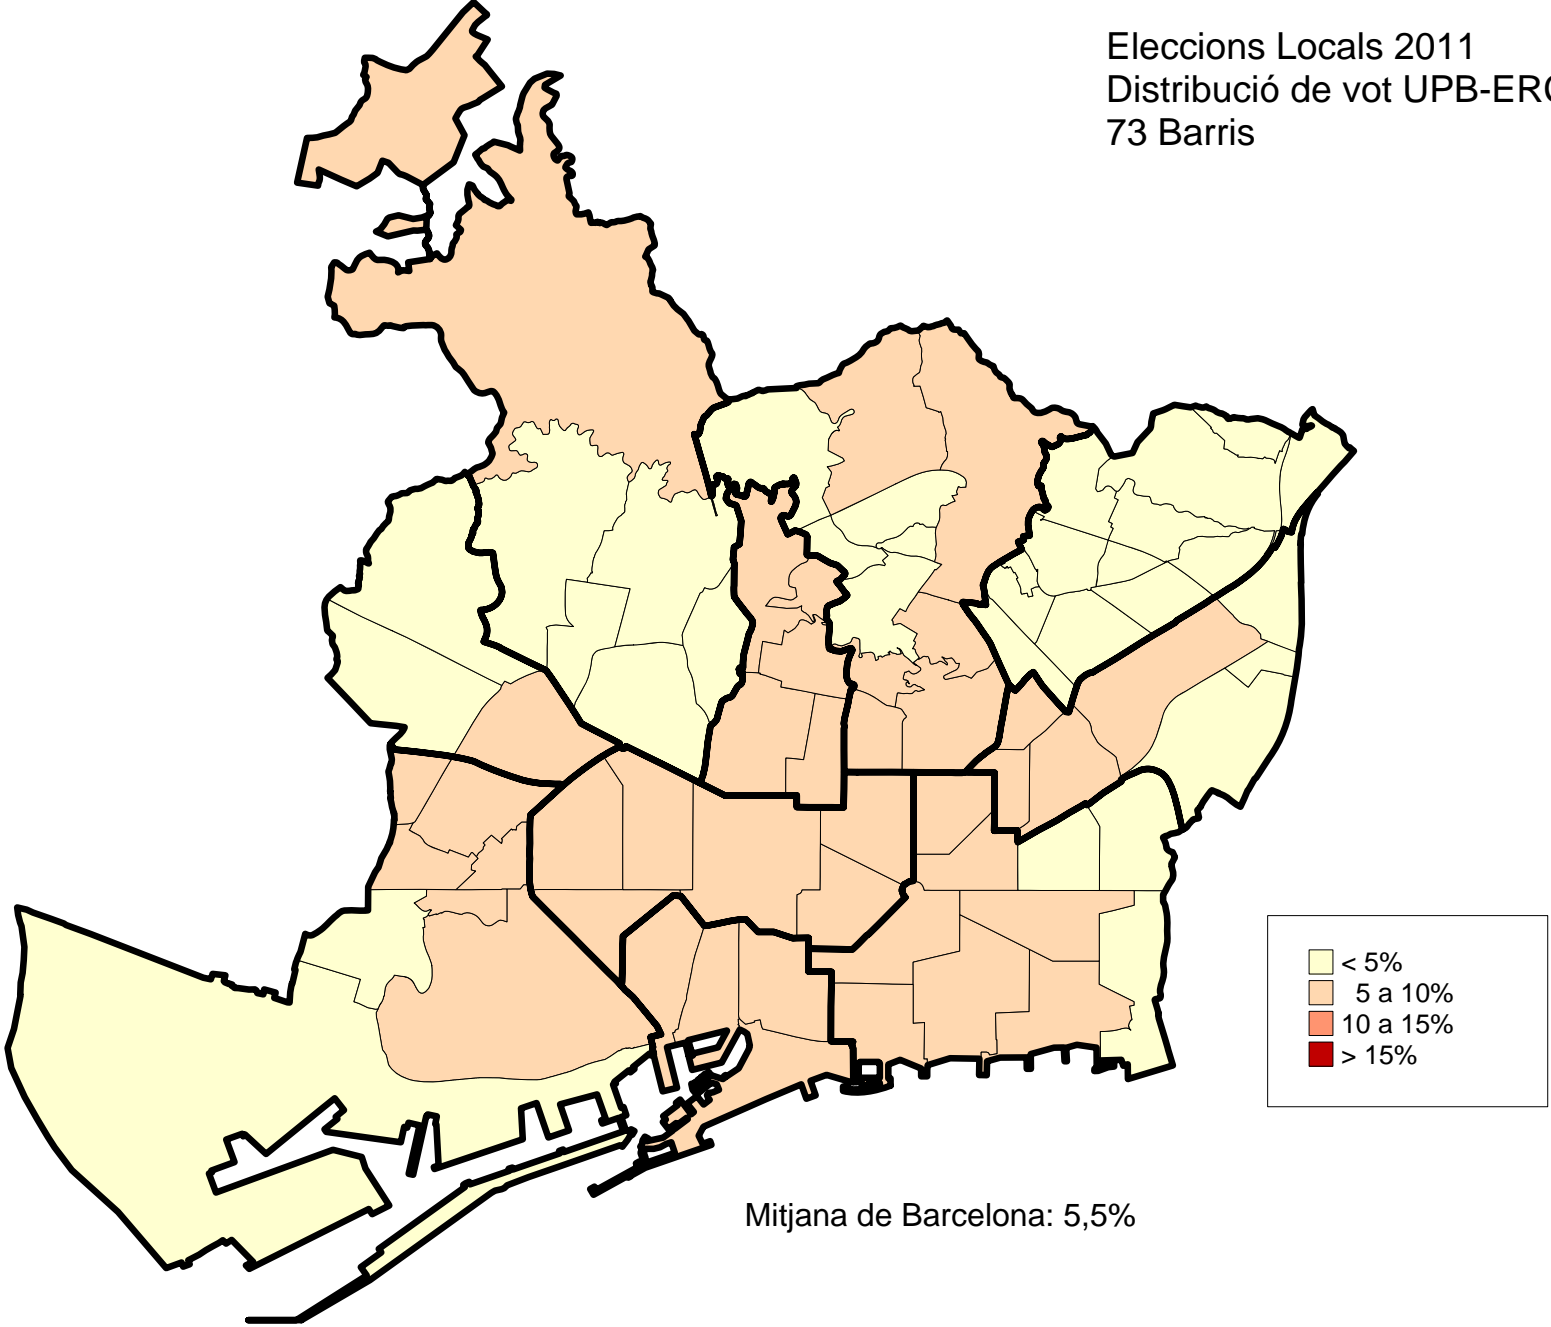 Eleccions Locals 2011
Distribució de vot UPB-ERC
73 Barris
< 5%
5 a 10%
10 a 15%
> 15%
Mitjana de Barcelona: 5,5%